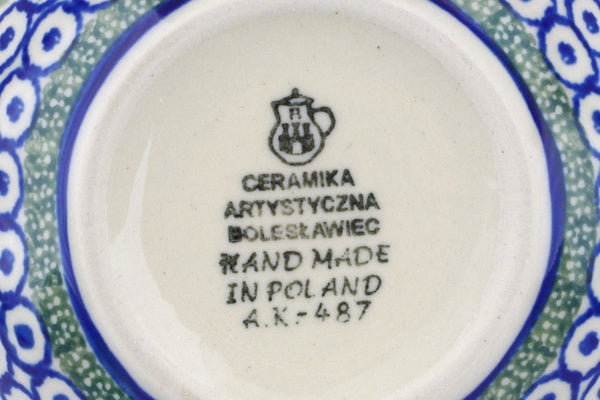 CERAMIKA
ARTYSTYCZNA
BOLESŁAWIEC
HAND MADE
IN POLAND
A.K.-487